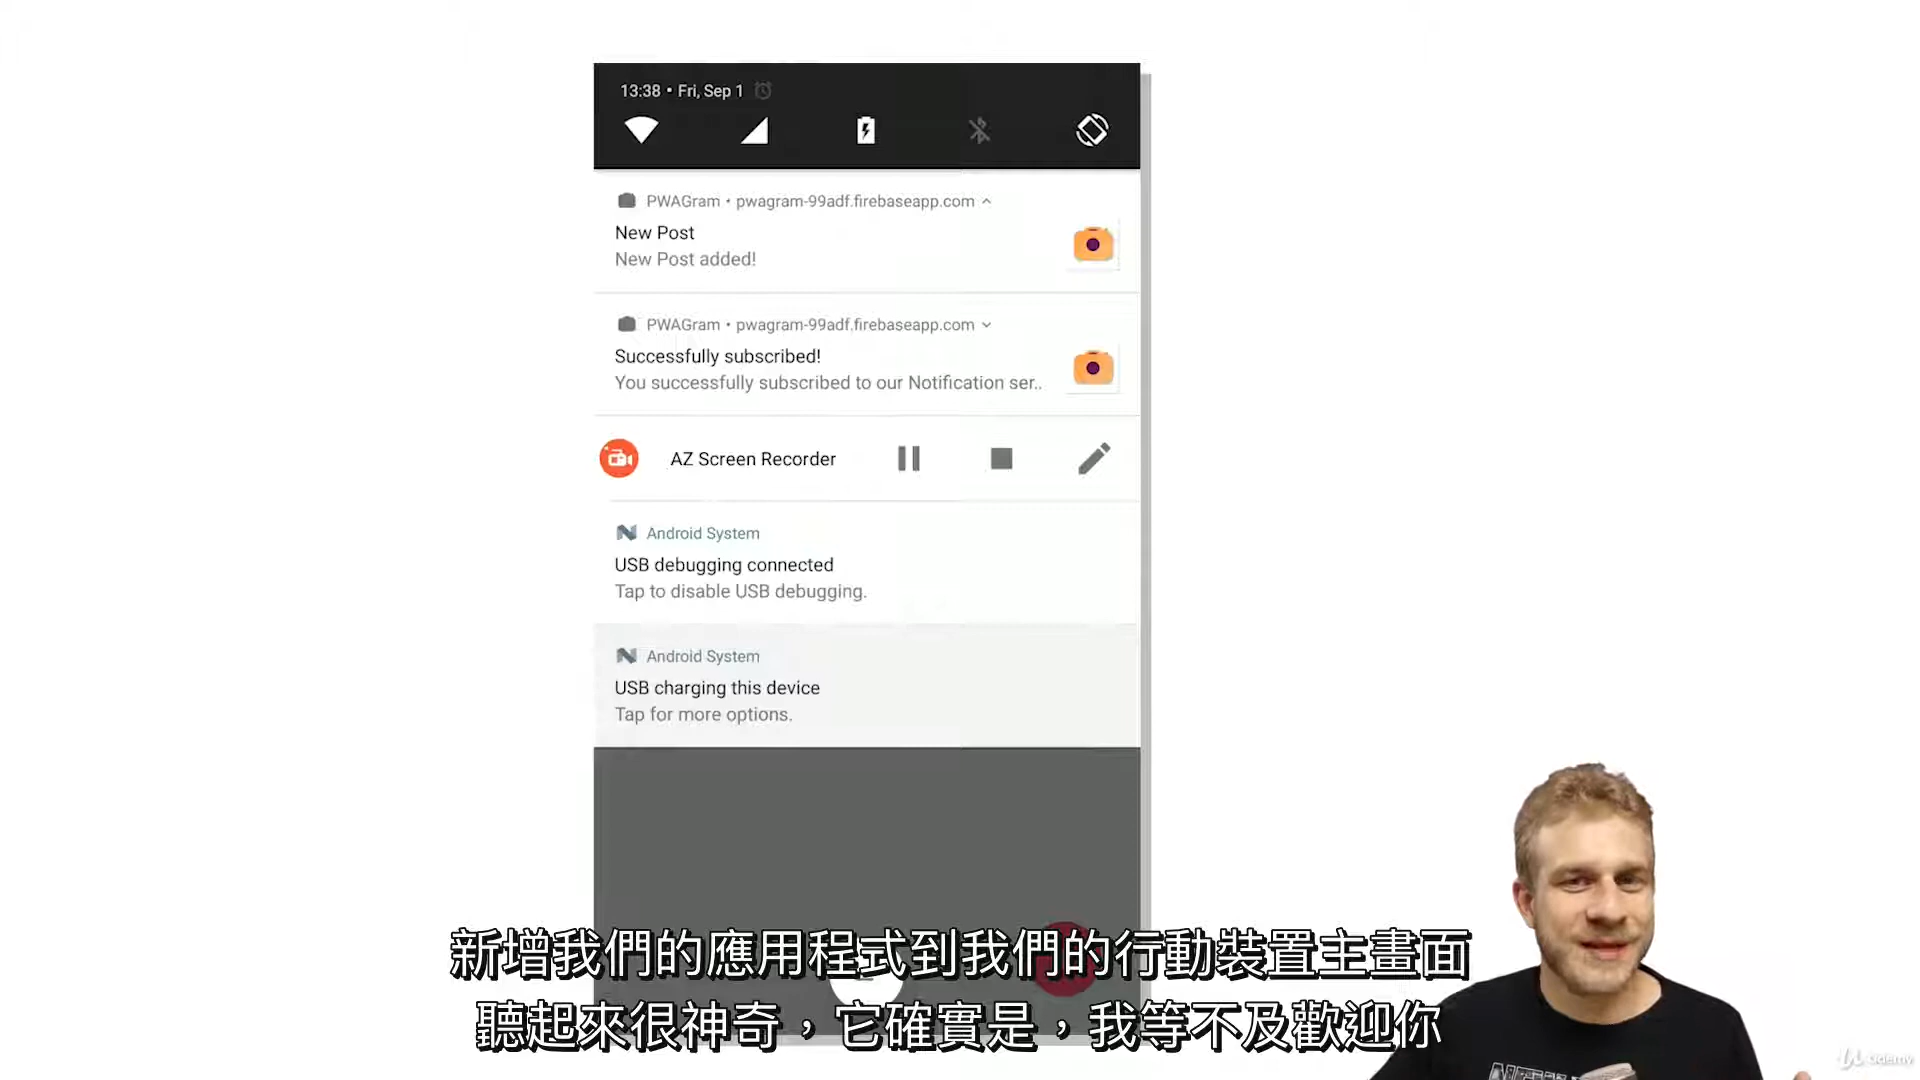 13:38 • Fri, Sep 1
PWAGram • pwagram-99adf.firebaseapp.com
New Post
New Post added!
PWAGram • pwagram-99adf.firebaseapp.com
Successfully subscribed!
You successfully subscribed to our Notification ser..
AZ Screen Recorder
Android System
USB debugging connected
Tap to disable USB debugging.
Android System
USB charging this device
Tap for more options.
新增我們的應用程式到我們的行動裝置主畫面
聽起來很神奇，它確實是，我等不及歡迎你
Udemy